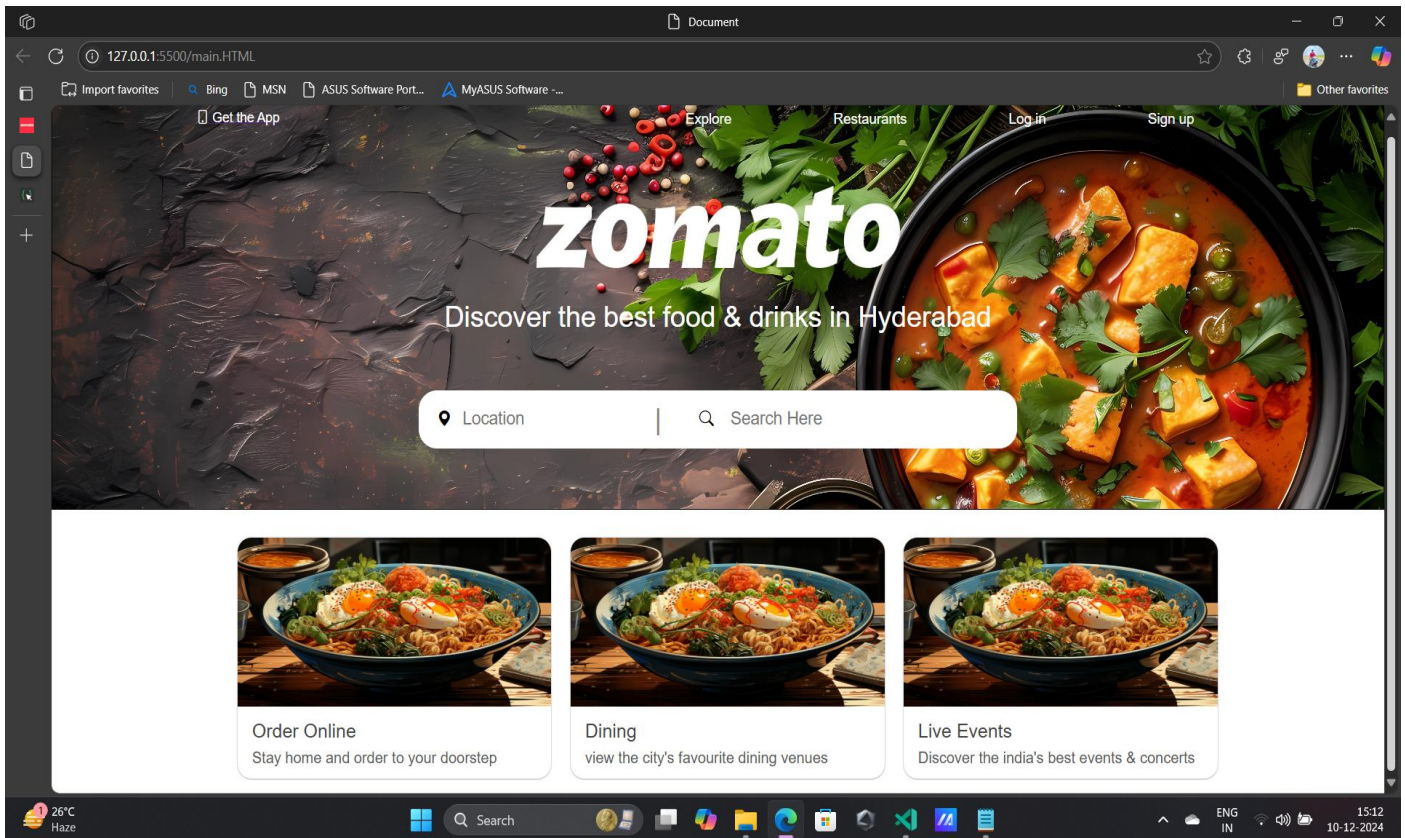 Document
127.0.0.1:5500/main.HTML
Import favorites Bing MSN ASUS Software Port... MyASUS Software -... Other favorites
Get the App Explore Restaurants Log in Sign up
zomato
Discover the best food & drinks in Hyderabad
Location | Search Here
Order Online Dining Live Events
Stay home and order to your doorstep view the city's favourite dining venues Discover the india's best events & concerts
1 26°C Search ENG 15:12
Haze IN 10-12-2024